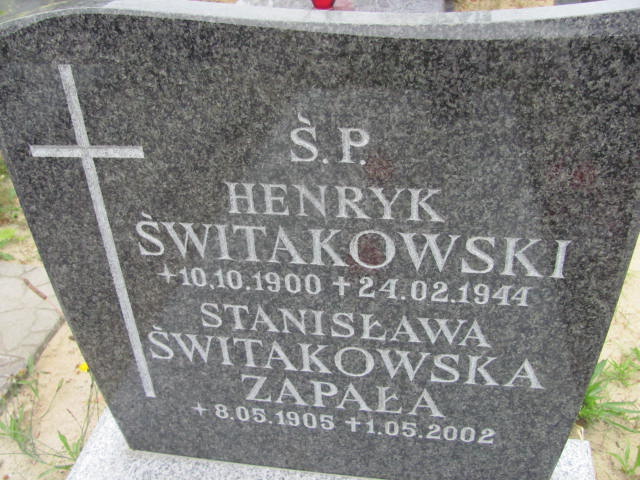 Ś.P.
HENRYK
ŚWITAKOWSKI
+10.10.1900 +24.02.1944
STANISŁAWA
ŚWITAKOWSKA
ZAPAŁA
+8.05.1905 +1.05.2002